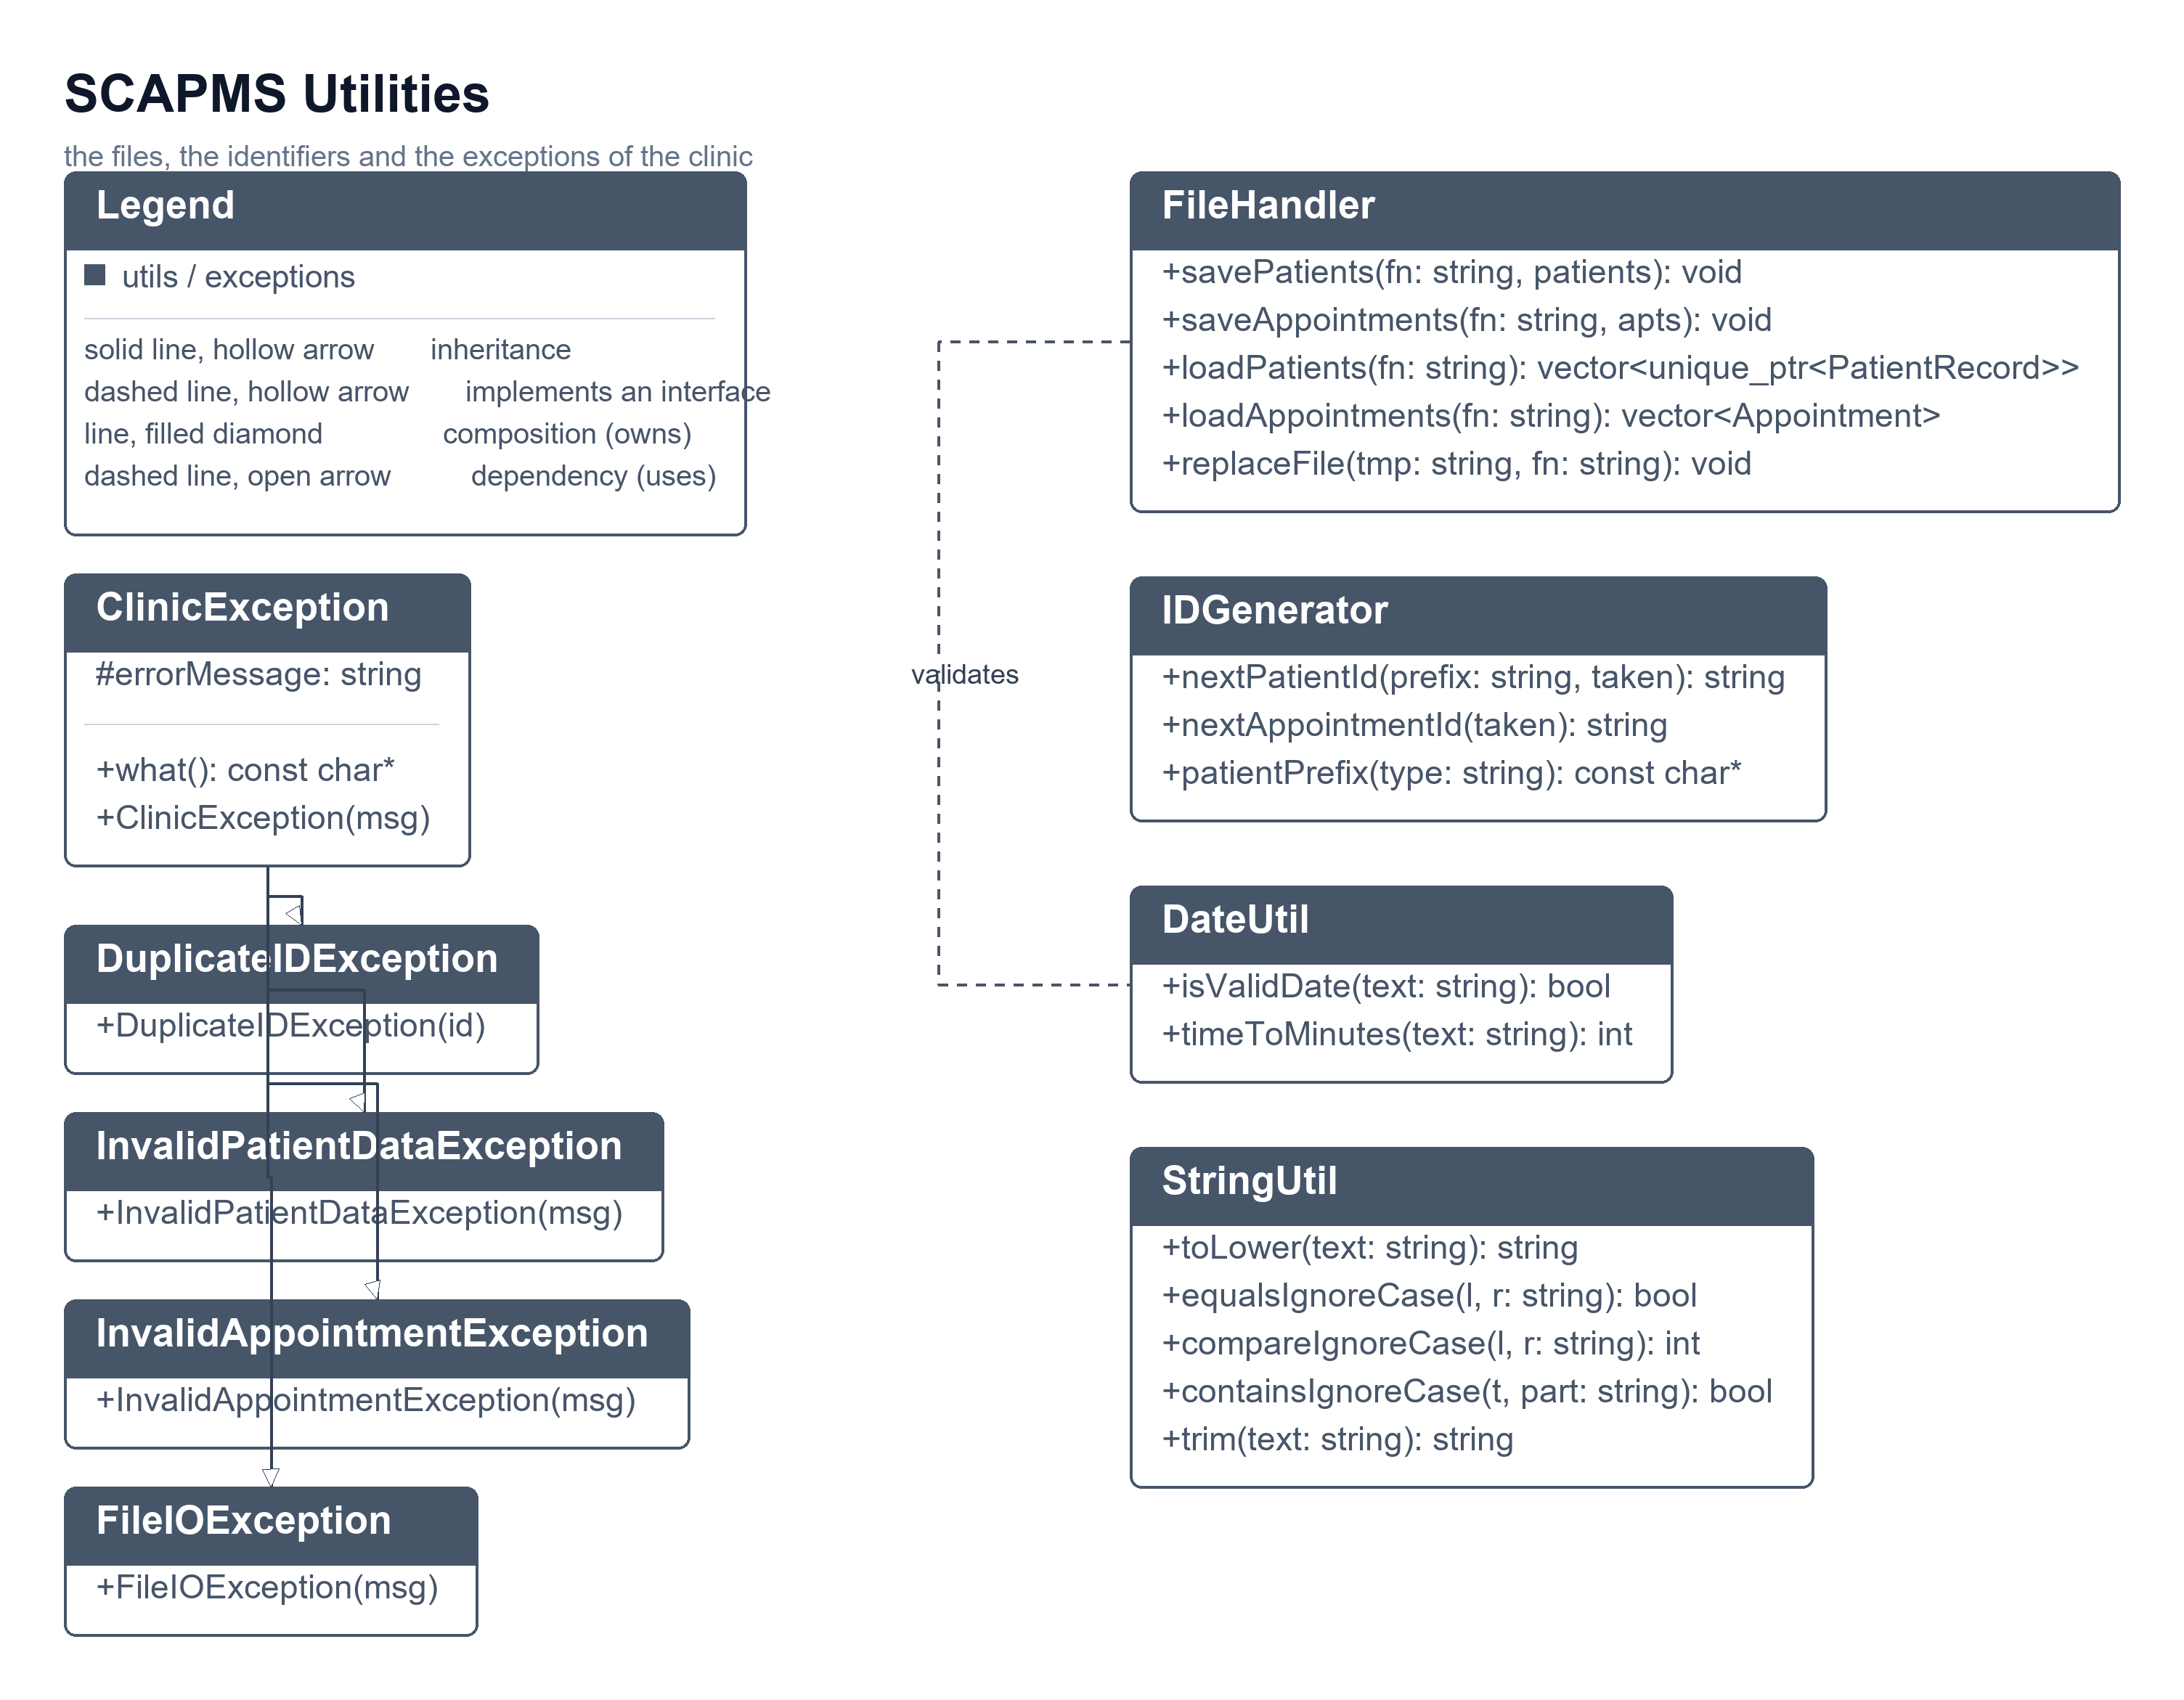 SCAPMS Utilities
the files, the identifiers and the exceptions of the clinic
Legend
utils / exceptions
solid line, hollow arrow inheritance
dashed line, hollow arrow implements an interface
line, filled diamond composition (owns)
dashed line, open arrow dependency (uses)
ClinicException
#errorMessage: string
+what(): const char*
+ClinicException(msg)
DuplicateIDException
+DuplicateIDException(id)
InvalidPatientDataException
+InvalidPatientDataException(msg)
InvalidAppointmentException
+InvalidAppointmentException(msg)
FileIOException
+FileIOException(msg)
validates
FileHandler
+savePatients(fn: string, patients): void
+saveAppointments(fn: string, apts): void
+loadPatients(fn: string): vector<unique_ptr<PatientRecord>>
+loadAppointments(fn: string): vector<Appointment>
+replaceFile(tmp: string, fn: string): void
IDGenerator
+nextPatientId(prefix: string, taken): string
+nextAppointmentId(taken): string
+patientPrefix(type: string): const char*
DateUtil
+isValidDate(text: string): bool
+timeToMinutes(text: string): int
StringUtil
+toLower(text: string): string
+equalsIgnoreCase(l, r: string): bool
+compareIgnoreCase(l, r: string): int
+containsIgnoreCase(t, part: string): bool
+trim(text: string): string